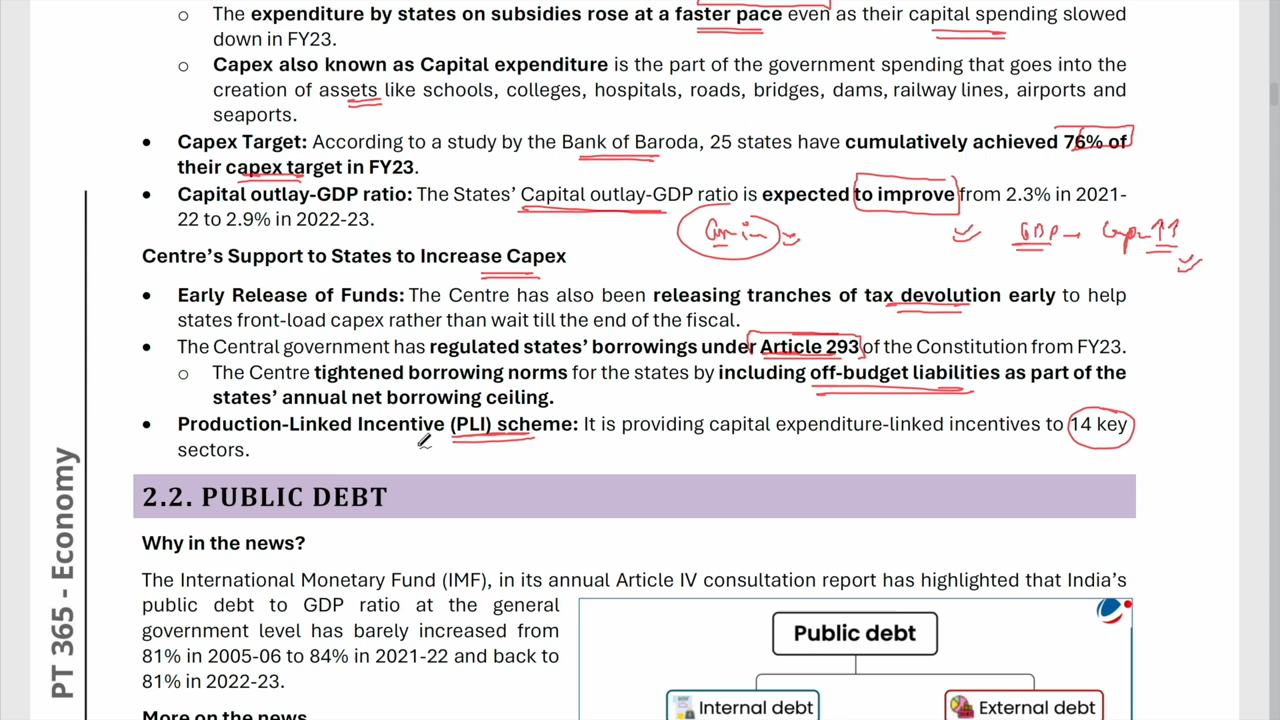 ○ The expenditure by states on subsidies rose at a faster pace even as their capital spending slowed
down in FY23.
○ Capex also known as Capital expenditure is the part of the government spending that goes into the
creation of assets like schools, colleges, hospitals, roads, bridges, dams, railway lines, airports and
seaports.
• Capex Target: According to a study by the Bank of Baroda, 25 states have cumulatively achieved 76% of
their capex target in FY23.
• Capital outlay-GDP ratio: The States’ Capital outlay-GDP ratio is expected to improve from 2.3% in 2021-
22 to 2.9% in 2022-23.
GDP
Centre’s Support to States to Increase Capex
• Early Release of Funds: The Centre has also been releasing tranches of tax devolution early to help
states front-load capex rather than wait till the end of the fiscal.
• The Central government has regulated states’ borrowings under Article 293 of the Constitution from FY23.
○ The Centre tightened borrowing norms for the states by including off-budget liabilities as part of the
states’ annual net borrowing ceiling.
• Production-Linked Incentive (PLI) scheme: It is providing capital expenditure-linked incentives to 14 key
sectors.
2.2. PUBLIC DEBT
Why in the news?
The International Monetary Fund (IMF), in its annual Article IV consultation report has highlighted that India’s
public debt to GDP ratio at the general
government level has barely increased from
81% in 2005-06 to 84% in 2021-22 and back to
81% in 2022-23.
More on the news
Public debt
Internal debt
External debt
PT 365 - Economy